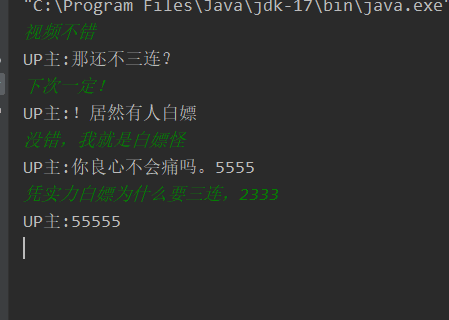 "C:\Program Files\Java\jdk-17\bin\java.exe"
视频不错
UP主:那还不三连？
下次一定！
UP主:！居然有人白嫖
没错，我就是白嫖怪
UP主:你良心不会痛吗。5555
凭实力白嫖为什么要三连，2333
UP主:55555